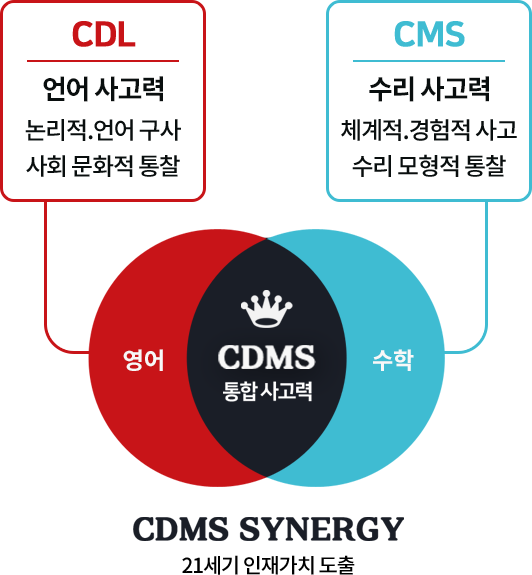 CDL
언어 사고력
논리적.언어 구사
사회 문화적 통찰
CMS
수리 사고력
체계적.경험적 사고
수리 모형적 통찰
영어
CDMS
통합 사고력
수학
CDMS SYNERGY
21세기 인재가치 도출